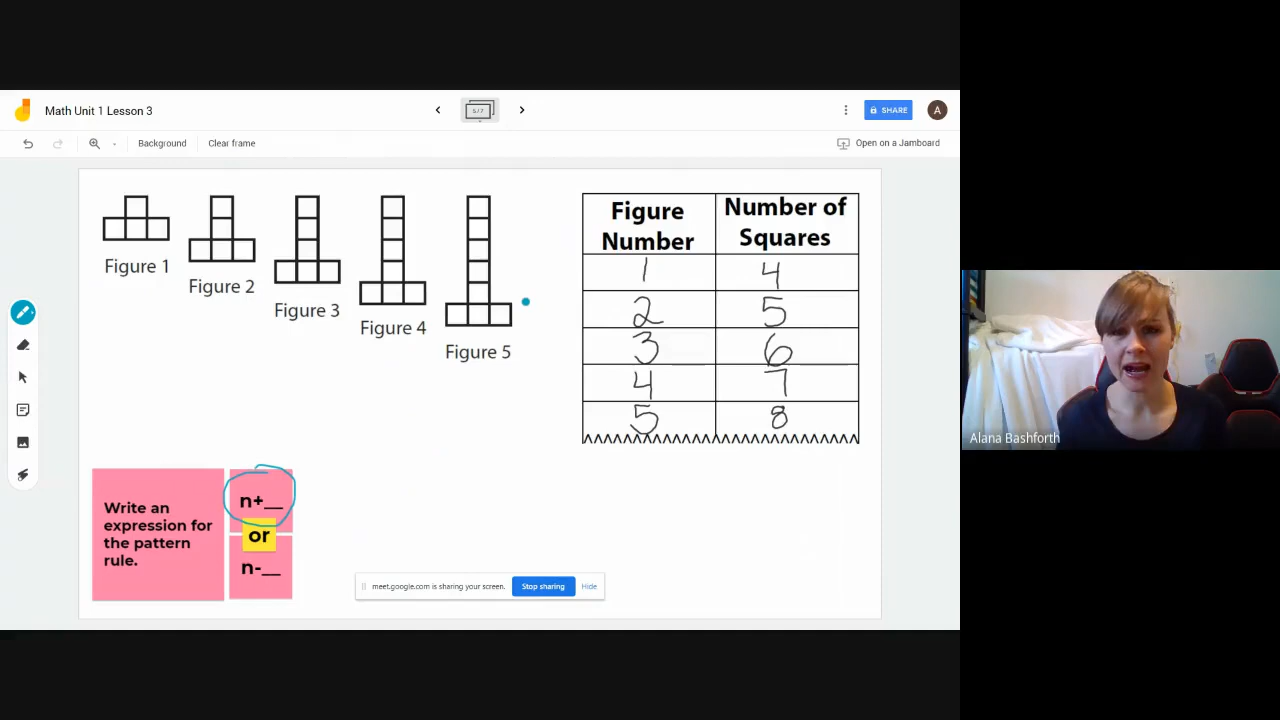 Math Unit 1 Lesson 3
SHARE
A
Background
Clear frame
Open on a Jamboard
Figure 1
Figure 2
Figure 3
Figure 4
Figure 5
Figure Number
Number of Squares
1 4
2 5
3 6
4 7
5 8
Write an
expression for
the pattern
rule.
n+__
or
n-__
meet.google.com is sharing your screen.
Stop sharing
Hide
Alana Bashforth